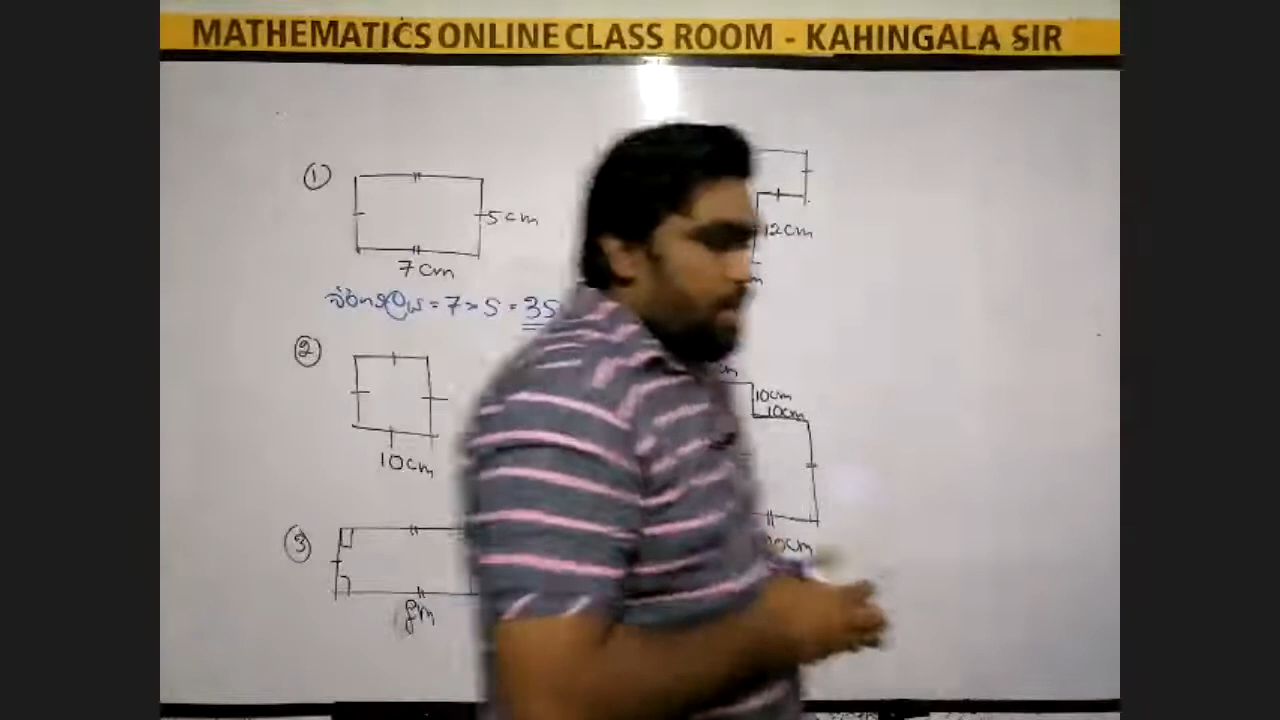 MATHEMATICS ONLINE CLASS ROOM - KAHINGALA SIR
①
5cm
7cm
වර්ගඵලය = 7 × 5 = 35
②
10cm
③
8m
12cm
10cm
10cm